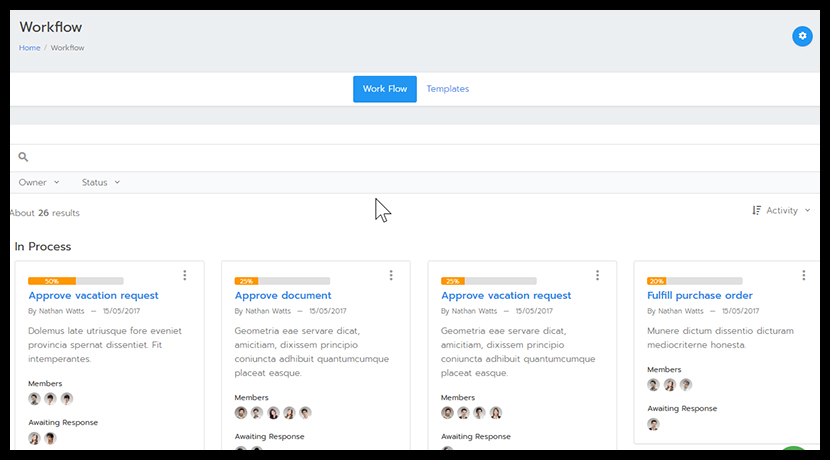 Workflow
Home / Workflow
Work Flow Templates
Owner Status
About 26 results
Activity
In Process
50%
Approve vacation request
By Nathan Watts — 15/05/2017
Dolemus late utriusque fore eveniet
provincia spernat dissentiet. Fit
intemperantes.
Members
Awaiting Response
25%
Approve document
By Nathan Watts — 15/05/2017
Geometria eae servare dicat,
amicitiam, dixissem principio
coniuncta adhibuit quantumcumque
placeat easque.
Members
Awaiting Response
25%
Approve vacation request
By Nathan Watts — 15/05/2017
Geometria eae servare dicat,
amicitiam, dixissem principio
coniuncta adhibuit quantumcumque
placeat easque.
Members
Awaiting Response
20%
Fulfill purchase order
By Nathan Watts — 15/05/2017
Munere dictum dissentio dicturam
mediocriterne honesta.
Members
Awaiting Response